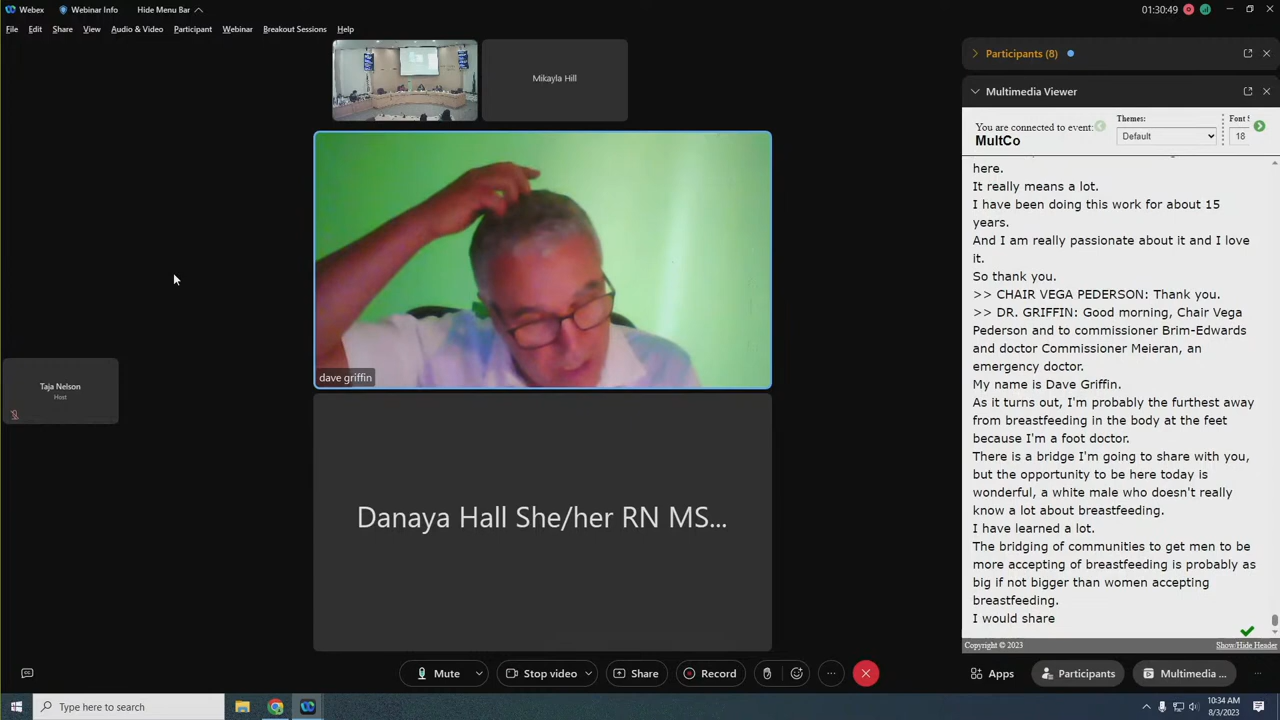 Webex
Webinar Info
Hide Menu Bar
01:30:49
File
Edit
Share
View
Audio & Video
Participant
Webinar
Breakout Sessions
Help
Mikayla Hill
dave griffin
Taja Nelson
Host
Danaya Hall She/her RN MS...
Participants (8)
Multimedia Viewer
You are connected to event:
MultCo
Themes:
Default
18
here.
It really means a lot.
I have been doing this work for about 15
years.
And I am really passionate about it and I love
it.
So thank you.
>> CHAIR VEGA PEDERSON: Thank you.
>> DR. GRIFFIN: Good morning, Chair Vega
Pederson and to commissioner Brim-Edwards
and doctor Commissioner Meieran, an
emergency doctor.
My name is Dave Griffin.
As it turns out, I'm probably the furthest away
from breastfeeding in the body at the feet
because I'm a foot doctor.
There is a bridge I'm going to share with you,
but the opportunity to be here today is
wonderful, a white male who doesn't really
know a lot about breastfeeding.
I have learned a lot.
The bridging of communities to get men to be
more accepting of breastfeeding is probably as
big if not bigger than women accepting
breastfeeding.
I would share
Copyright © 2023
Show/Hide Header
Mute
Stop video
Share
Record
Apps
Participants
Multimedia ...
Type here to search
10:34 AM
8/3/2023